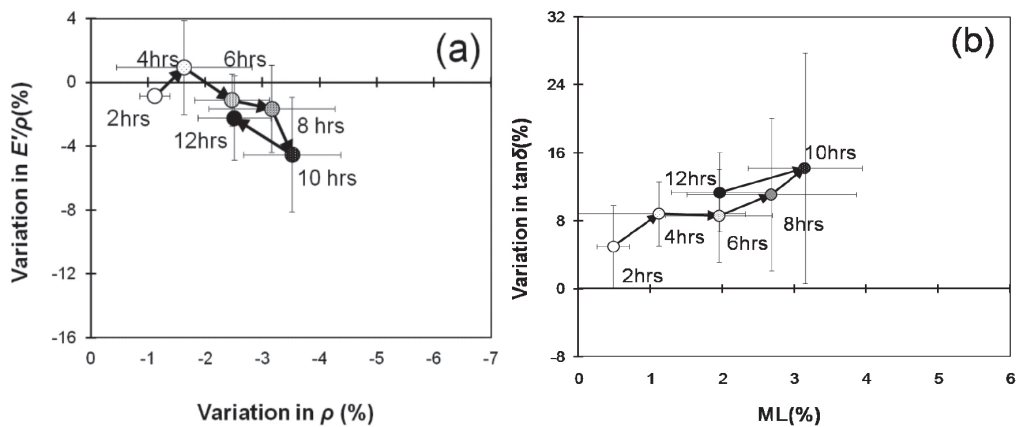 (a)
4
0
-4
-8
-12
-16
Variation in E'/ρ(%)
4hrs
6hrs
2hrs
12hrs
8 hrs
10 hrs
0
-1
-2
-3
-4
-5
-6
-7
Variation in ρ (%)
(b)
32
24
16
8
0
-8
Variation in tanδ(%)
10hrs
12hrs
4hrs
6hrs
8hrs
2hrs
0
1
2
3
4
5
6
ML(%)